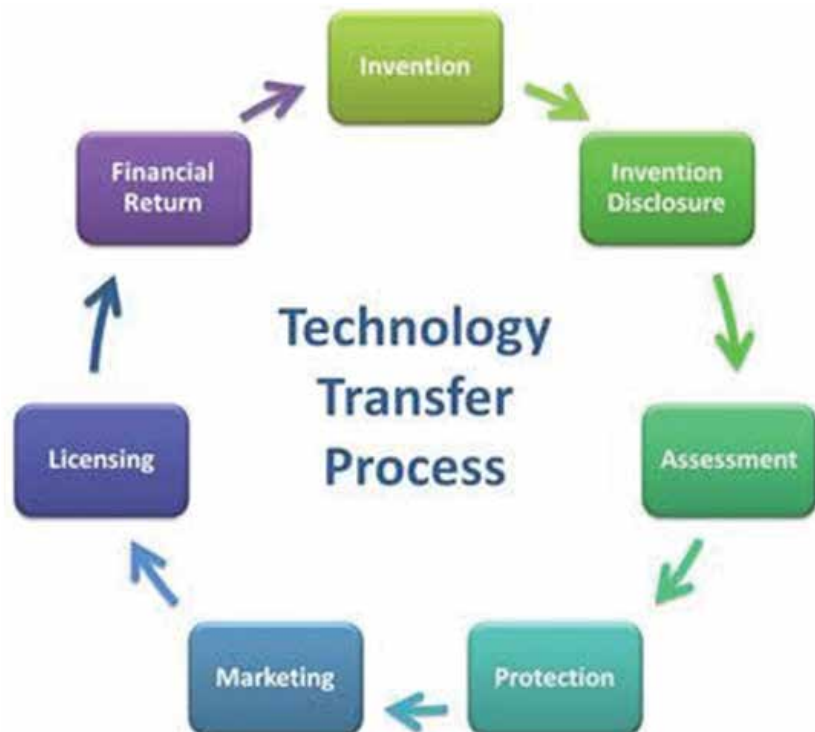 Invention
Invention
Disclosure
Assessment
Protection
Marketing
Licensing
Financial
Return
Technology
Transfer
Process